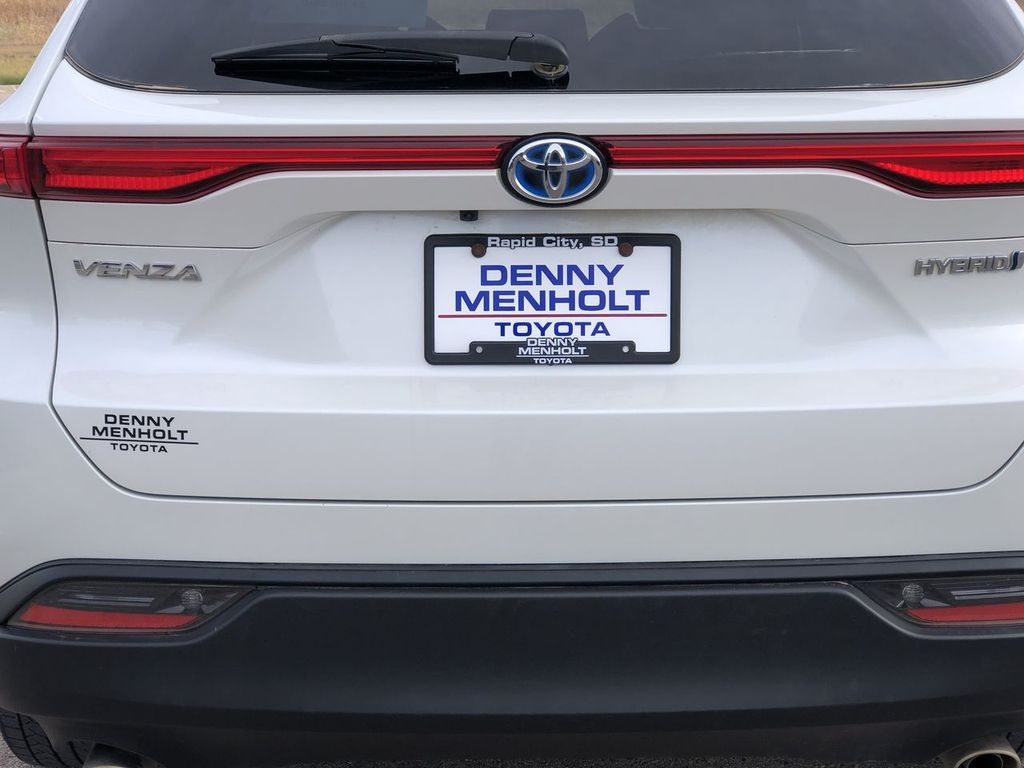 VENZA
HYBRID
Rapid City, SD
DENNY
MENHOLT
TOYOTA
DENNY
MENHOLT
TOYOTA
DENNY
MENHOLT
TOYOTA